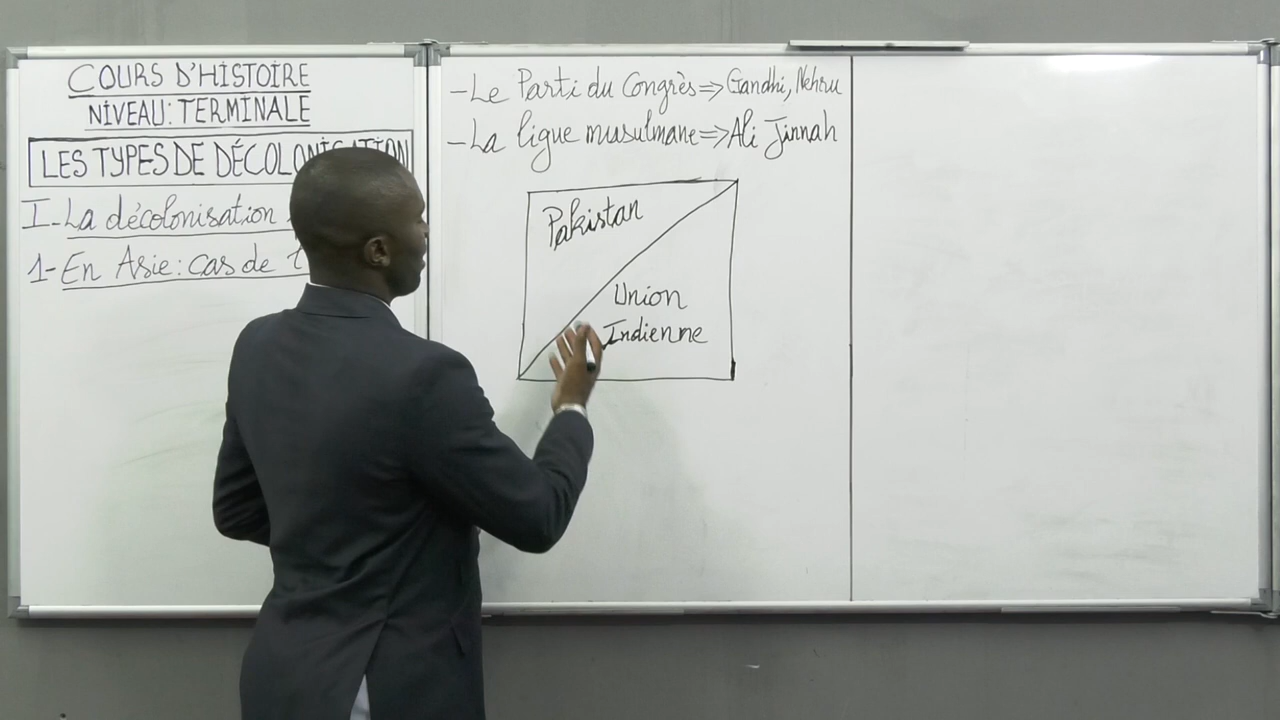 COURS D'HISTOIRE
NIVEAU: TERMINALE
LES TYPES DE DÉCOLONISATION
I-La décolonisation
1-En Asie: cas de
-Le Parti du Congrès=>Gandhi, Nehru
-La ligue musulmane=>Ali Jinnah
Pakistan
Union
Indienne